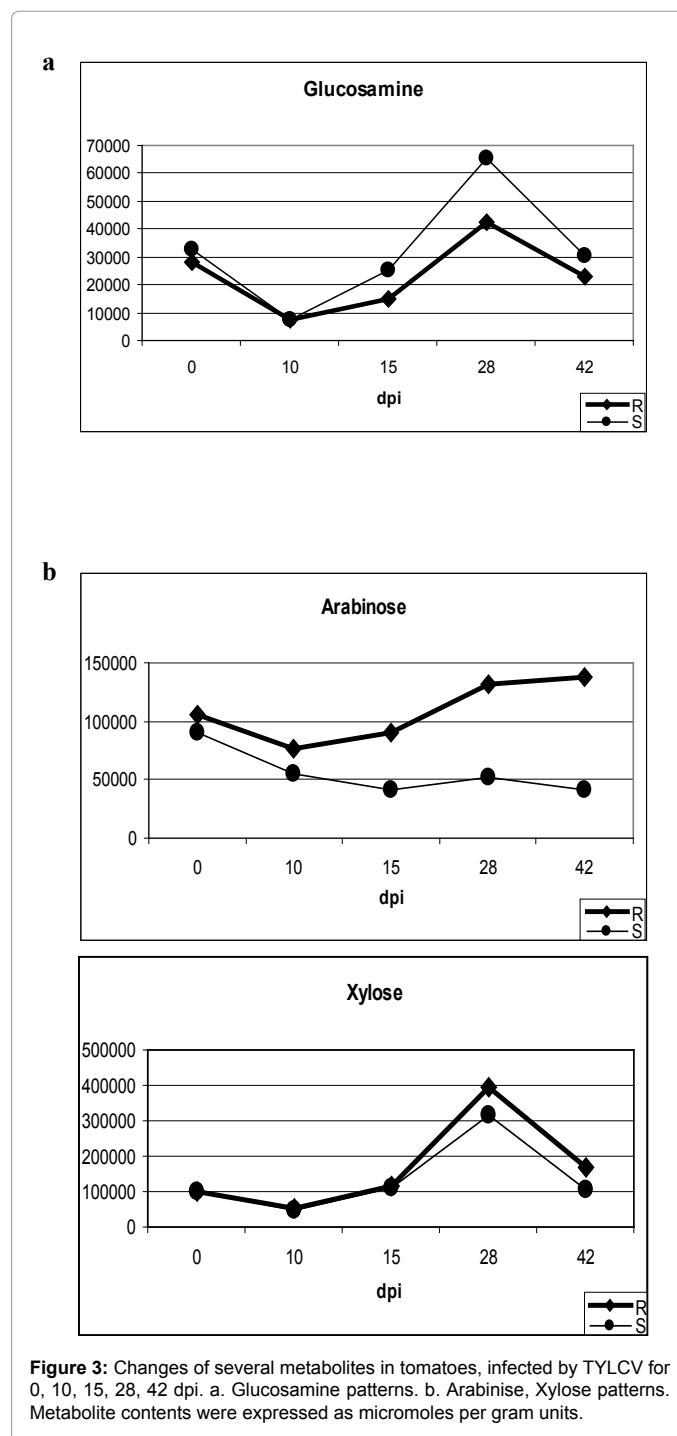 a
Glucosamine
70000
60000
50000
40000
30000
20000
10000
0
0 10 15 28 42
dpi
R
S
b
Arabinose
150000
100000
50000
0
0 10 15 28 42
dpi
R
S
Xylose
500000
400000
300000
200000
100000
0
0 10 15 28 42
dpi
R
S
Figure 3: Changes of several metabolites in tomatoes, infected by TYLCV for
0, 10, 15, 28, 42 dpi. a. Glucosamine patterns. b. Arabinise, Xylose patterns.
Metabolite contents were expressed as micromoles per gram units.